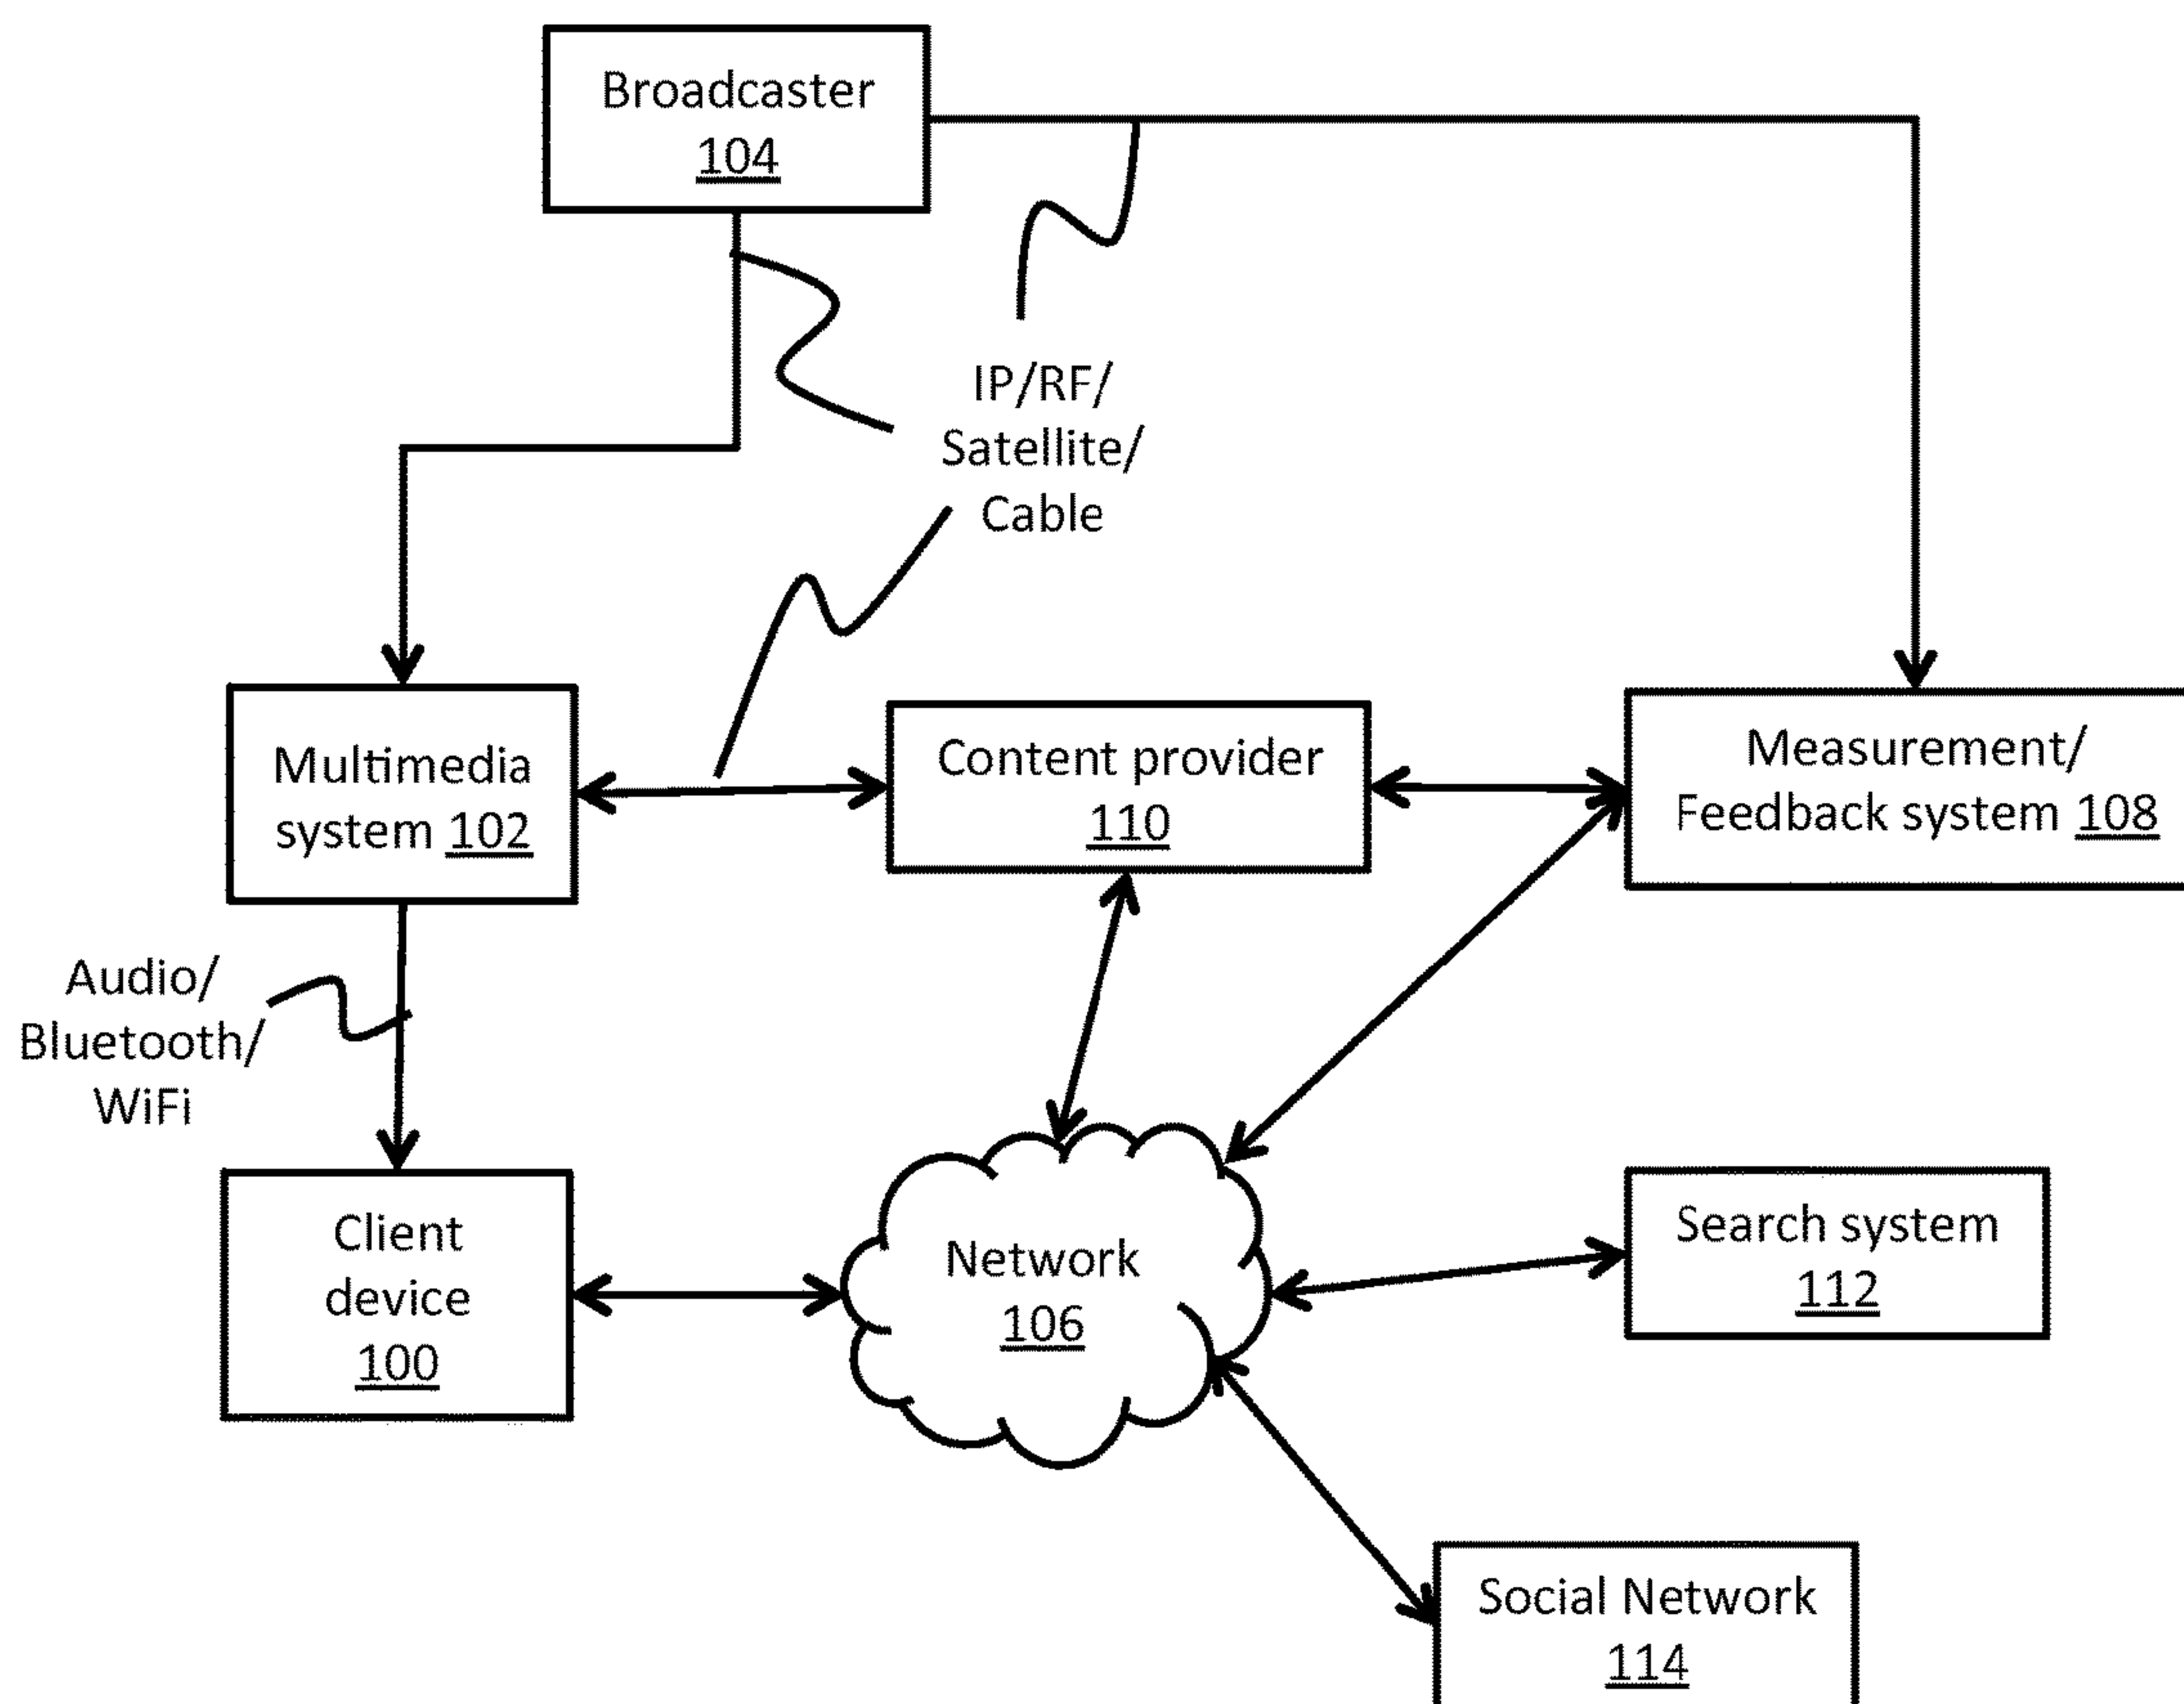 Broadcaster
104
IP/RF/
Satellite/
Cable
Multimedia
system 102
Content provider
110
Measurement/
Feedback system 108
Audio/
Bluetooth/
WiFi
Client
device
100
Network
106
Search system
112
Social Network
114